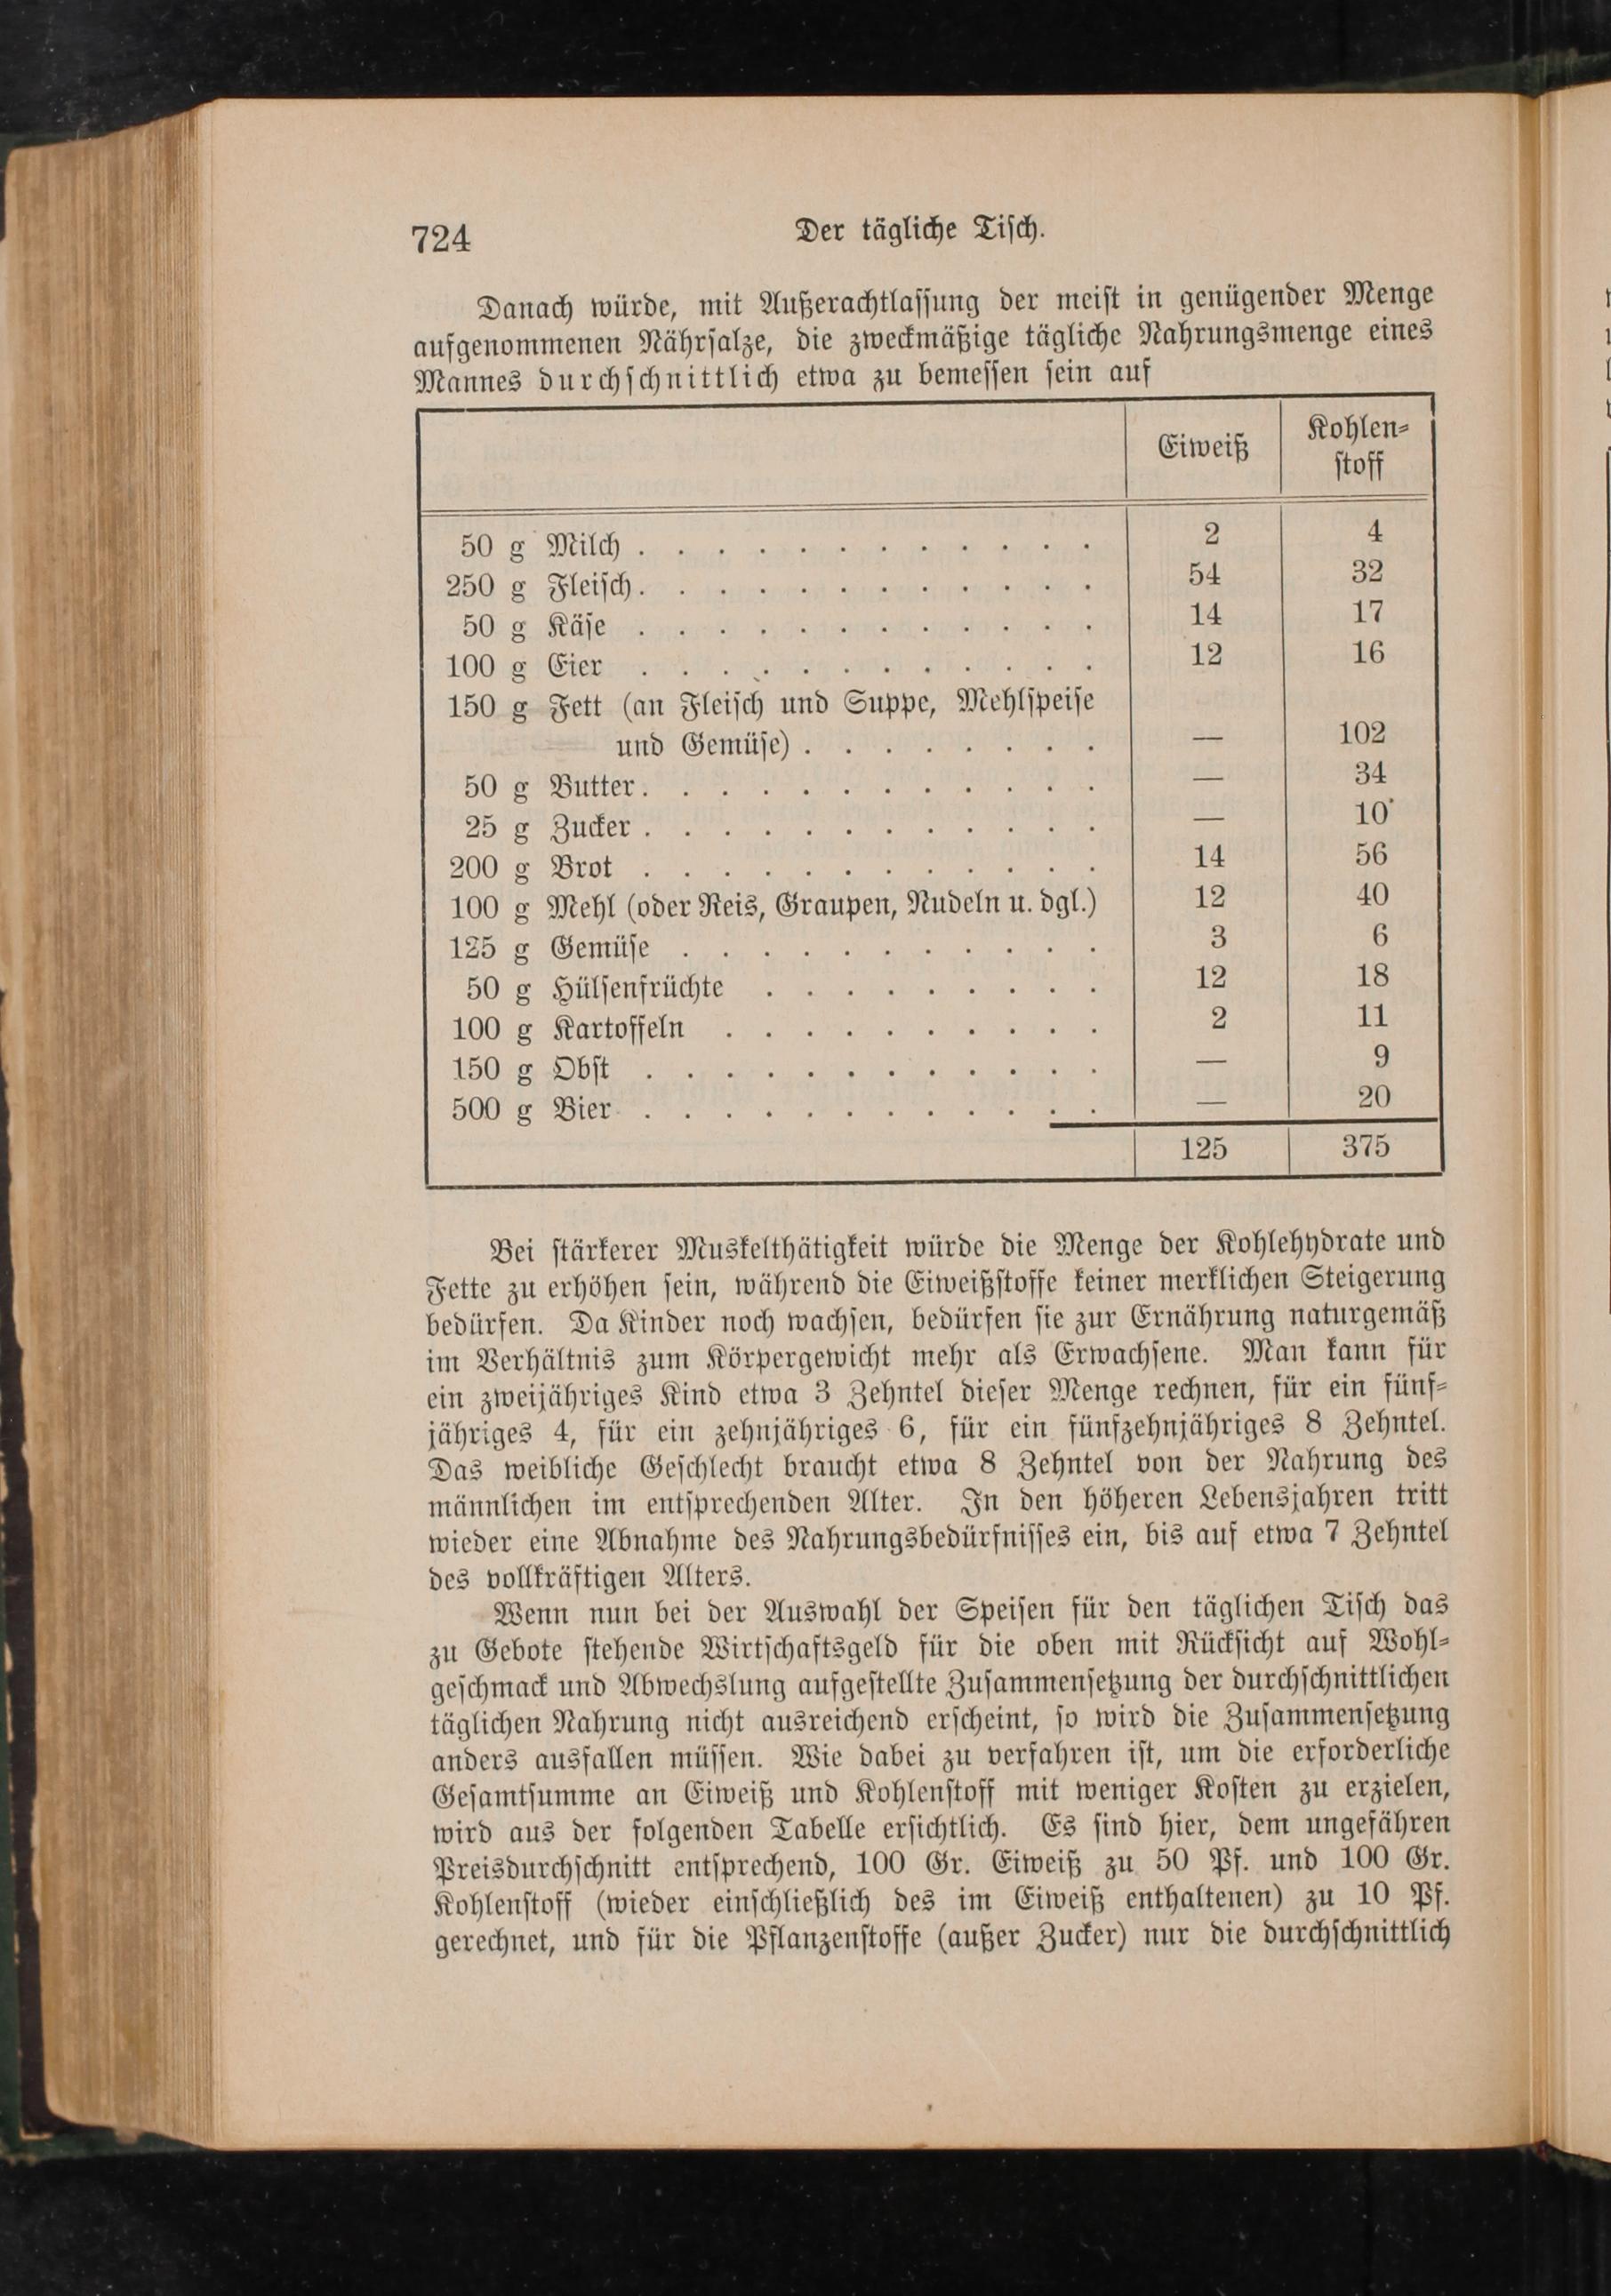 724 Der tägliche Tisch.
Danach würde, mit Außerachtlassung der meist in genügender Menge
aufgenommenen Nährsalze, die zweckmäßige tägliche Nahrungsmenge eines
Mannes durchschnittlich etwa zu bemessen sein auf
Eiweiß Kohlen-
stoff
50 g Milch . . . . . . . . . . . . 2 4
250 g Fleisch . . . . . . . . . . . . 54 32
50 g Käse . . . . . . . . . . . . 14 17
100 g Eier . . . . . . . . . . . . 12 16
150 g Fett (an Fleisch und Suppe, Mehlspeise
und Gemüse) . . . . . . . . — 102
50 g Butter . . . . . . . . . . . . — 34
25 g Zucker . . . . . . . . . . . . — 10
200 g Brot . . . . . . . . . . . . 14 56
100 g Mehl (oder Reis, Graupen, Nudeln u. dgl.) 12 40
125 g Gemüse . . . . . . . . . . . 3 6
50 g Hülsenfrüchte . . . . . . . . . 12 18
100 g Kartoffeln . . . . . . . . . . 2 11
150 g Obst . . . . . . . . . . . . — 9
500 g Bier . . . . . . . . . . . . — 20
125 375
Bei stärkerer Muskelthätigkeit würde die Menge der Kohlehydrate und
Fette zu erhöhen sein, während die Eiweißstoffe keiner merklichen Steigerung
bedürfen. Da Kinder noch wachsen, bedürfen sie zur Ernährung naturgemäß
im Verhältnis zum Körpergewicht mehr als Erwachsene. Man kann für
ein zweijähriges Kind etwa 3 Zehntel dieser Menge rechnen, für ein fünf-
jähriges 4, für ein zehnjähriges 6, für ein fünfzehnjähriges 8 Zehntel.
Das weibliche Geschlecht braucht etwa 8 Zehntel von der Nahrung des
männlichen im entsprechenden Alter. In den höheren Lebensjahren tritt
wieder eine Abnahme des Nahrungsbedürfnisses ein, bis auf etwa 7 Zehntel
des vollkräftigen Alters.
Wenn nun bei der Auswahl der Speisen für den täglichen Tisch das
zu Gebote stehende Wirtschaftsgeld für die oben mit Rücksicht auf Wohl-
geschmack und Abwechslung aufgestellte Zusammensetzung der durchschnittlichen
täglichen Nahrung nicht ausreichend erscheint, so wird die Zusammensetzung
anders ausfallen müssen. Wie dabei zu verfahren ist, um die erforderliche
Gesamtsumme an Eiweiß und Kohlenstoff mit weniger Kosten zu erzielen,
wird aus der folgenden Tabelle ersichtlich. Es sind hier, dem ungefähren
Preisdurchschnitt entsprechend, 100 Gr. Eiweiß zu 50 Pf. und 100 Gr.
Kohlenstoff (wieder einschließlich des im Eiweiß enthaltenen) zu 10 Pf.
gerechnet, und für die Pflanzenstoffe (außer Zucker) nur die durchschnittlich